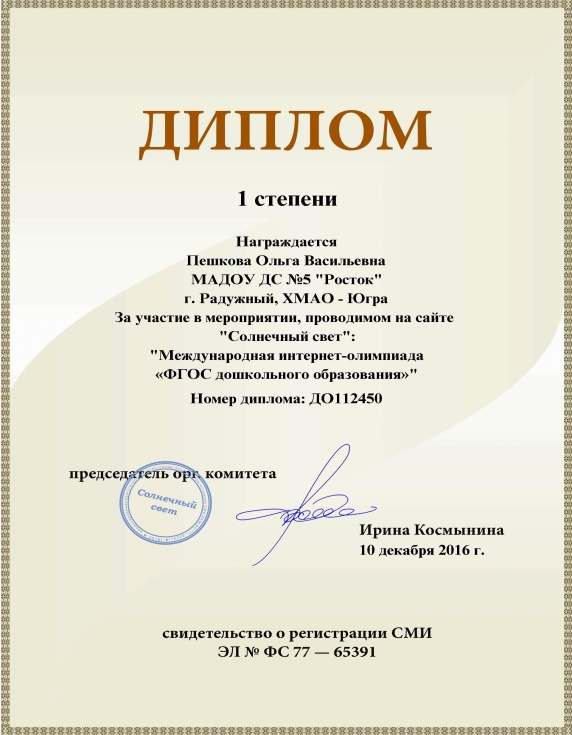 ДИПЛОМ
1 степени
Награждается
Пешкова Ольга Васильевна
МАДОУ ДС №5 "Росток"
г. Радужный, ХМАО - Югра
За участие в мероприятии, проводимом на сайте
"Солнечный свет":
"Международная интернет-олимпиада
«ФГОС дошкольного образования»"
Номер диплома: ДО112450
председатель орг. комитета
Солнечный
свет
Ирина Космынина
10 декабря 2016 г.
свидетельство о регистрации СМИ
ЭЛ № ФС 77 — 65391